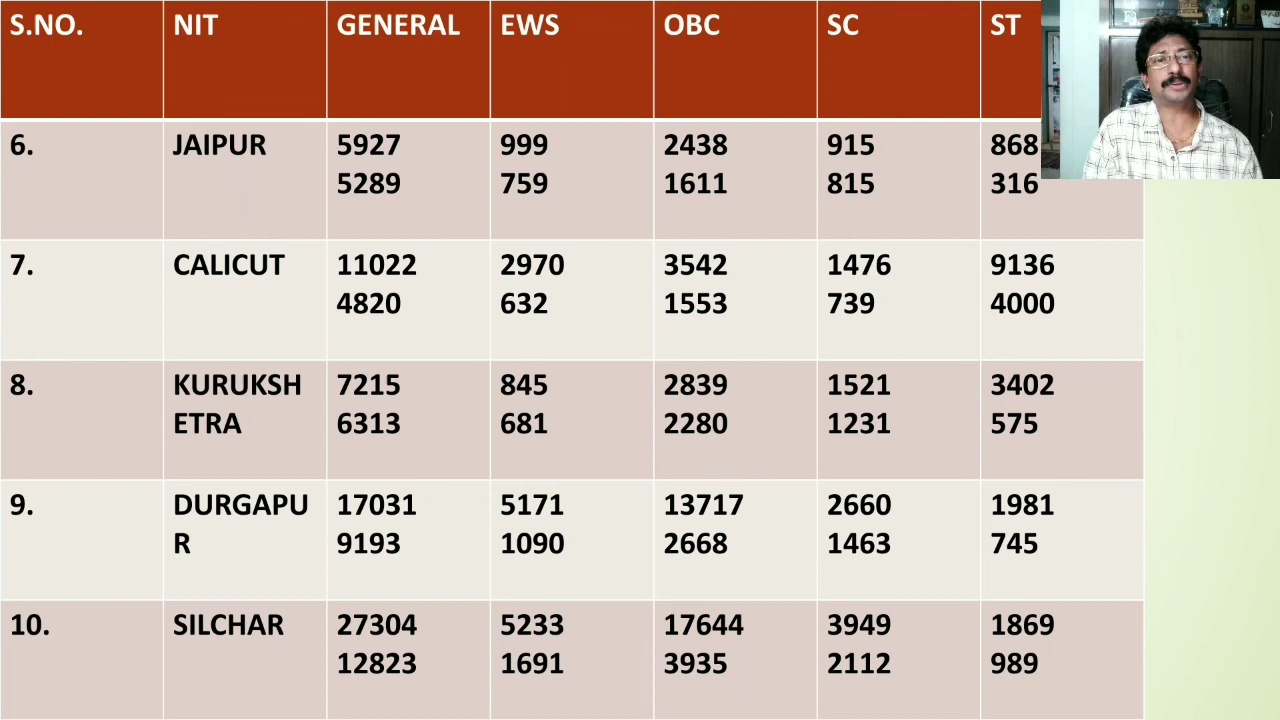 S.NO. NIT GENERAL EWS OBC SC ST
6. JAIPUR 5927 999 2438 915 868
5289 759 1611 815 316
7. CALICUT 11022 2970 3542 1476 9136
4820 632 1553 739 4000
8. KURUKSH 7215 845 2839 1521 3402
ETRA 6313 681 2280 1231 575
9. DURGAPU 17031 5171 13717 2660 1981
R 9193 1090 2668 1463 745
10. SILCHAR 27304 5233 17644 3949 1869
12823 1691 3935 2112 989